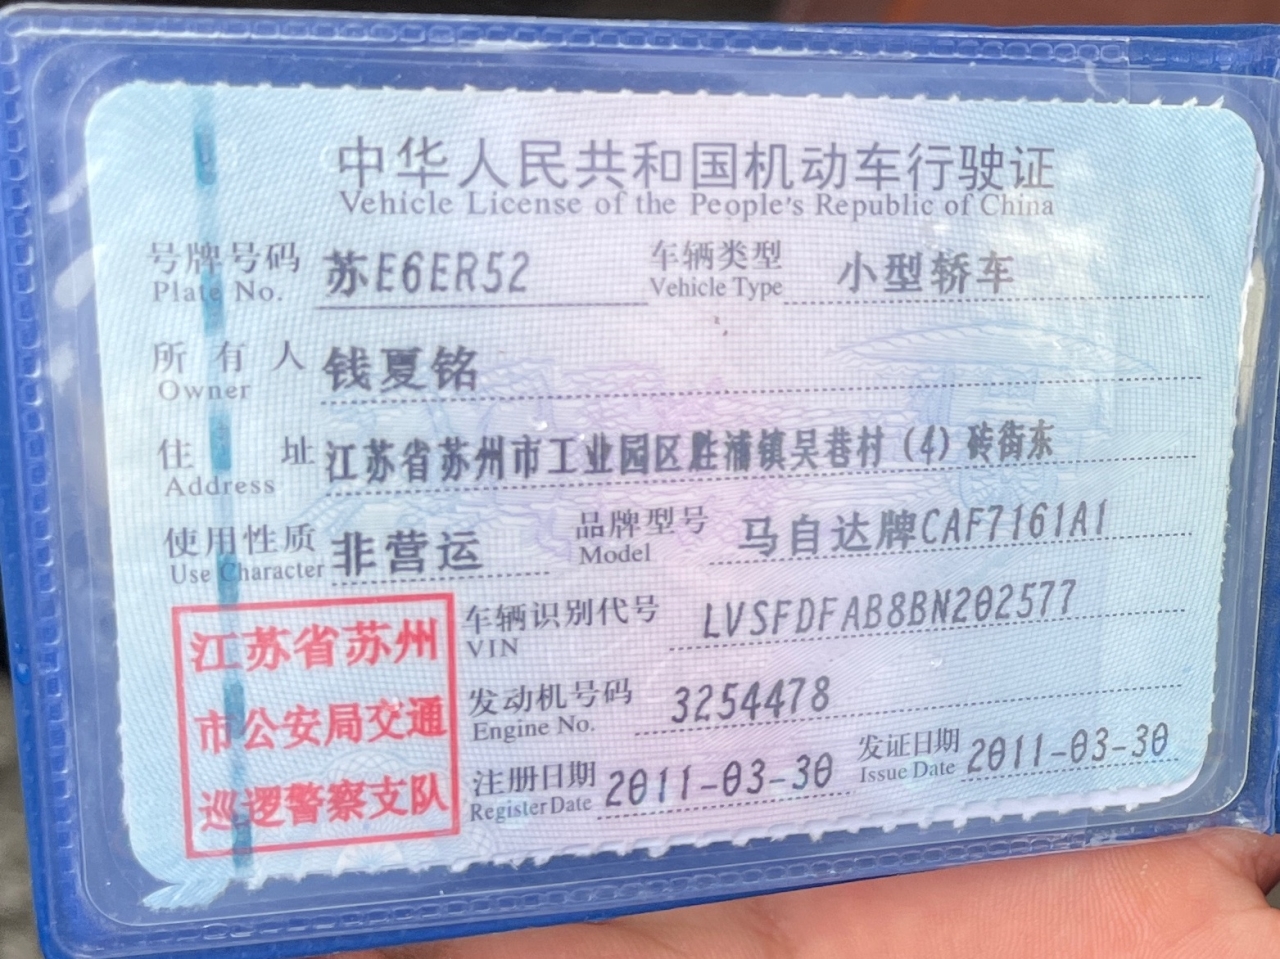 中华人民共和国机动车行驶证
Vehicle License of the People's Republic of China
号牌号码 苏E6ER52 车辆类型 小型轿车
Plate No. Vehicle Type
所有人 钱夏铭
Owner
住址 江苏省苏州市工业园区胜浦镇吴巷村（4）砖街东
Address
使用性质 非营运 品牌型号 马自达牌CAF7161A1
Use Character Model
江苏省苏州
市公安局交通
巡逻警察支队
车辆识别代号 LVSFDFAB8BN202577
VIN
发动机号码 3254478
Engine No.
注册日期 2011-03-30 发证日期 2011-03-30
Register Date Issue Date